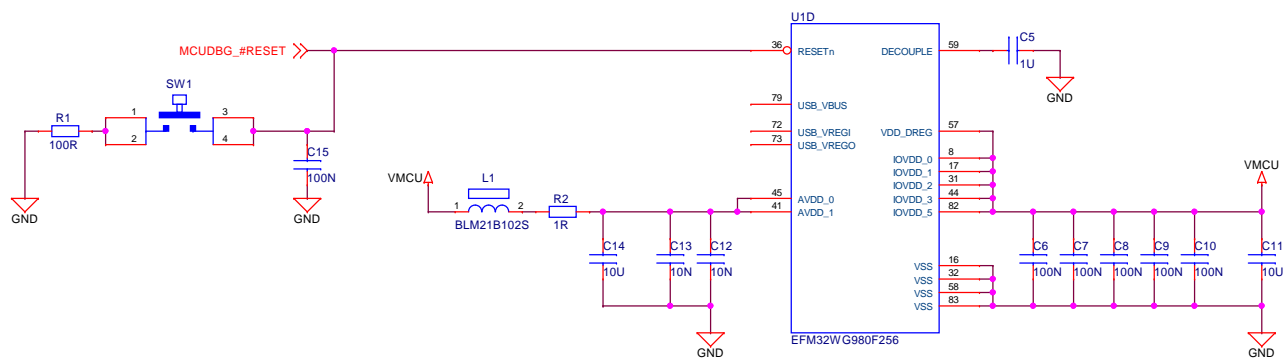 U1D
MCUDBG_#RESET
36
RESETn
DECOUPLE
59
C5
1U
GND
SW1
R1
100R
1
2
3
4
C15
100N
GND
GND
79
USB_VBUS
72
USB_VREGI
73
USB_VREGO
VDD_DREG
57
IOVDD_0
8
IOVDD_1
17
IOVDD_2
31
IOVDD_3
44
IOVDD_5
82
VMCU
VMCU
L1
1
2
BLM21B102S
R2
1R
45
AVDD_0
41
AVDD_1
C14
10U
C13
10N
C12
10N
GND
VSS
16
VSS
32
VSS
58
VSS
83
C6
100N
C7
100N
C8
100N
C9
100N
C10
100N
C11
10U
GND
EFM32WG980F256